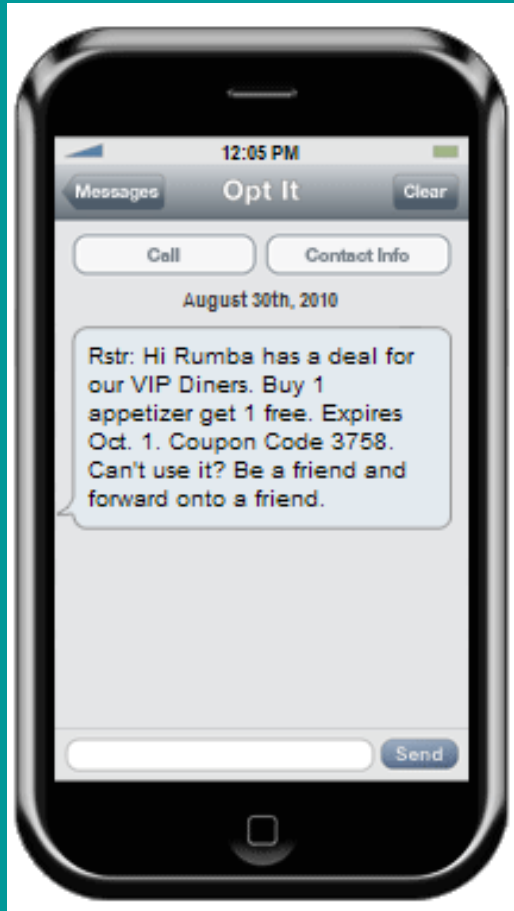 12:05 PM
Messages Opt It Clear
Call Contact Info
August 30th, 2010
Rstr: Hi Rumba has a deal for
our VIP Diners. Buy 1
appetizer get 1 free. Expires
Oct. 1. Coupon Code 3758.
Can't use it? Be a friend and
forward onto a friend.
Send